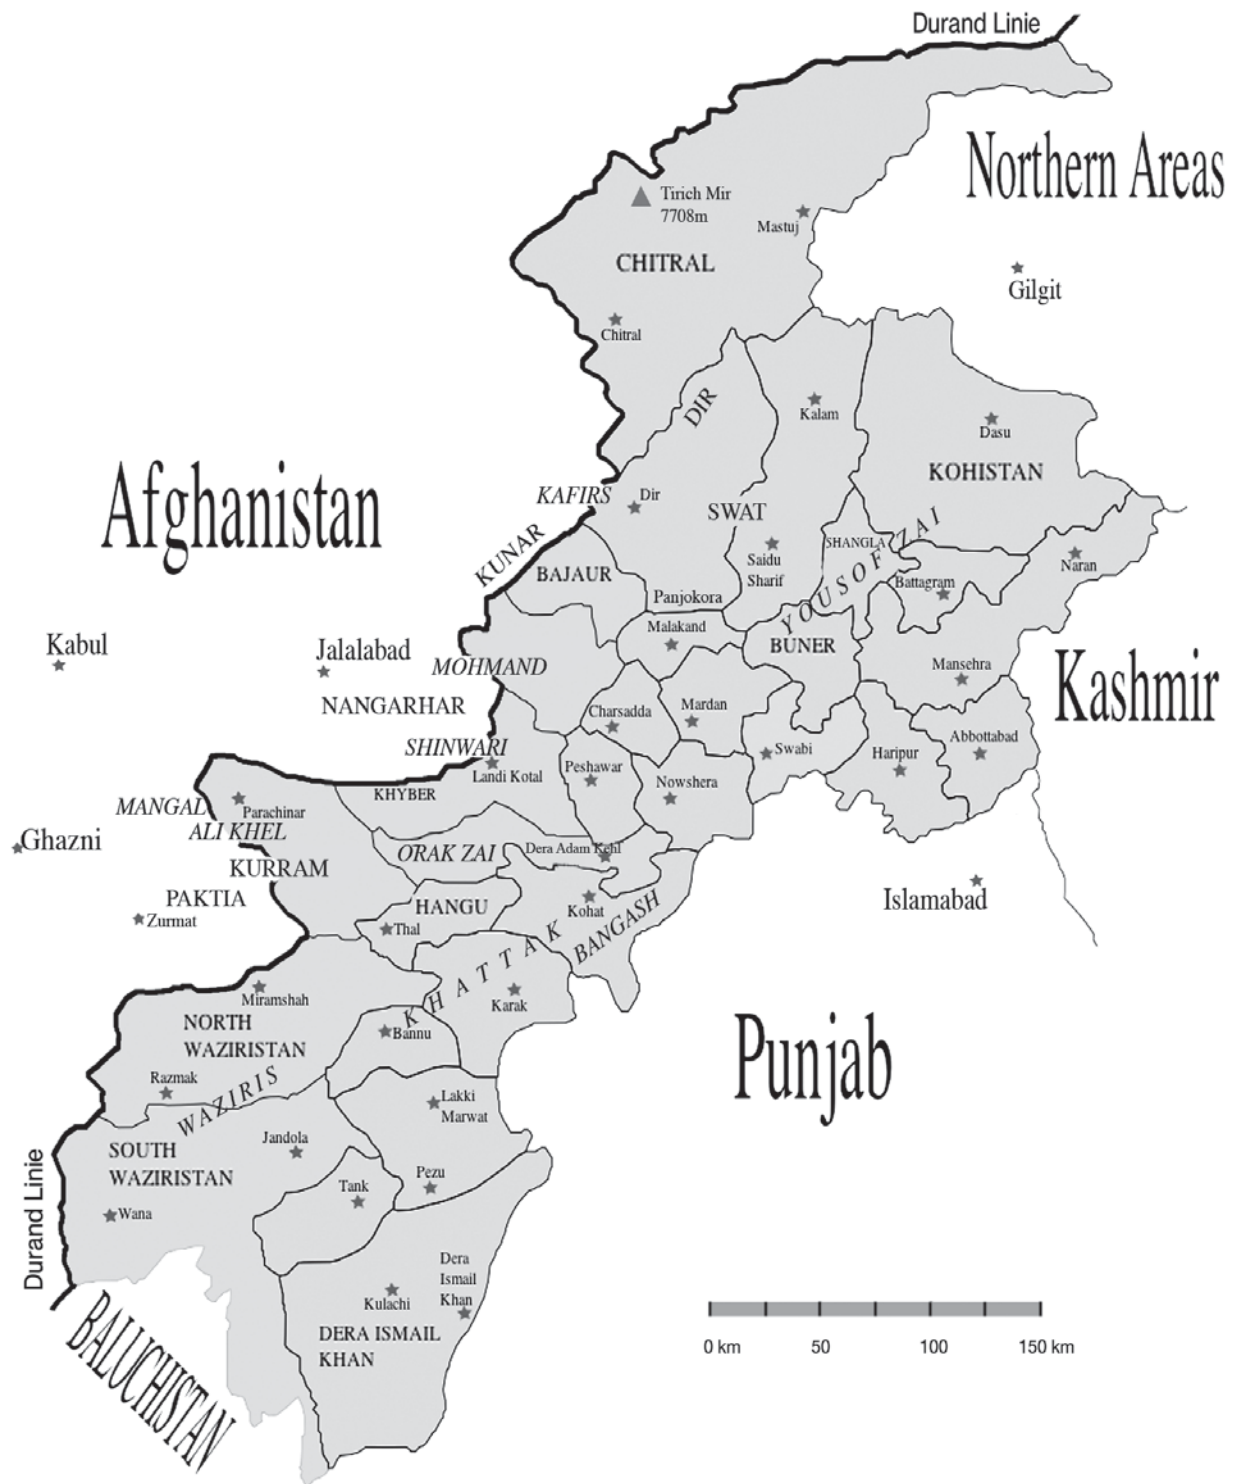 Durand Linie
Northern Areas
Tirich Mir
7708m
Mastuj
CHITRAL
Gilgit
Chitral
DIR
Kalam
Dasu
KOHISTAN
Afghanistan
KAFIRS
Dir
SWAT
KUNAR
SHANGLA
YOUSOF ZAI
Saidu
Sharif
Naran
BAJAUR
Battagram
Panjokora
Malakand
BUNER
Kabul
Jalalabad
MOHMAND
Mansehra
Kashmir
NANGARHAR
Charsadda
Mardan
SHINWARI
Swabi
Haripur
Abbottabad
Landi Kotal
Peshawar
Nowshera
KHYBER
MANGAL
Parachinar
ALI KHEL
Ghazni
ORAK ZAI
Dera Adam Kehl
KURRAM
PAKTIA
Islamabad
HANGU
Kohat
Zurmat
Thal
BANGASH
KHATTAK
Miramshah
Karak
NORTH
WAZIRISTAN
Bannu
Punjab
Razmak
WAZIRIS
Lakki
Marwat
Jandola
SOUTH
WAZIRISTAN
Pezu
Tank
Wana
Durand Linie
Dera
Ismail
Khan
Kulachi
BALUCHISTAN
DERA ISMAIL
KHAN
0 km 50 100 150 km